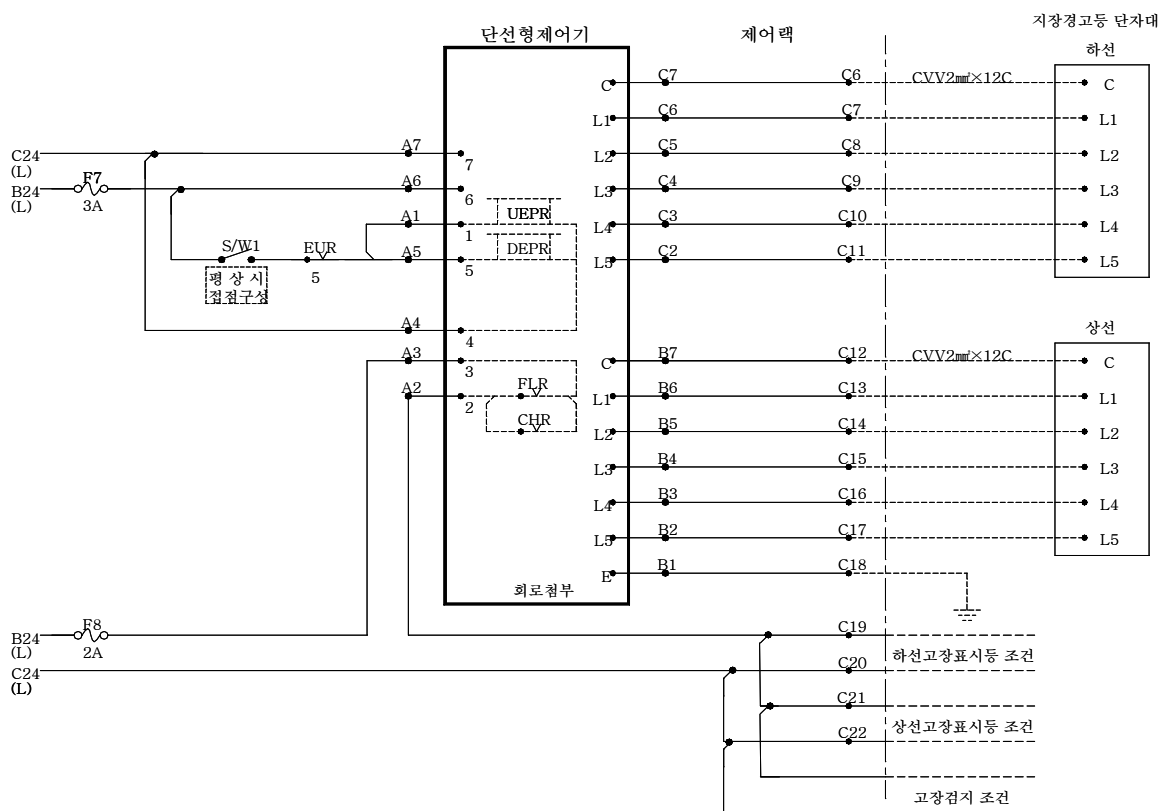 지장경고등 단자대
단선형제어기
제어랙
하선
C C7 C6 CVV2㎟×12C C
L1 C6 C7 L1
C24
(L)
A7
7
L2 C5 C8 L2
B24
(L)
F7
3A
A6
6
L3 C4 C9 L3
A1
1
UEPR
L4 C3 C10 L4
S/W1
EUR
5
A5
5
DEPR
L5 C2 C11 L5
평 상 시
접점구성
A4
4
상선
A3
3
C B7 C12 CVV2㎟×12C C
A2
2
FLR
L1 B6 C13 L1
CHR
L2 B5 C14 L2
L3 B4 C15 L3
L4 B3 C16 L4
L5 B2 C17 L5
E B1 C18
회로첨부
B24
(L)
F8
2A
C19
하선고장표시등 조건
C24
(L)
C20
C21
상선고장표시등 조건
C22
고장검지 조건